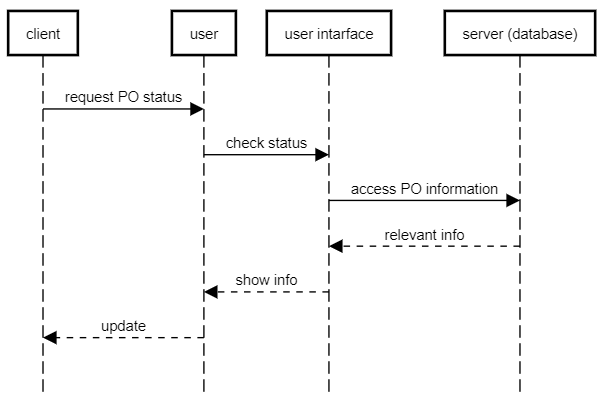 client
user
user intarface
server (database)
request PO status
check status
access PO information
relevant info
show info
update